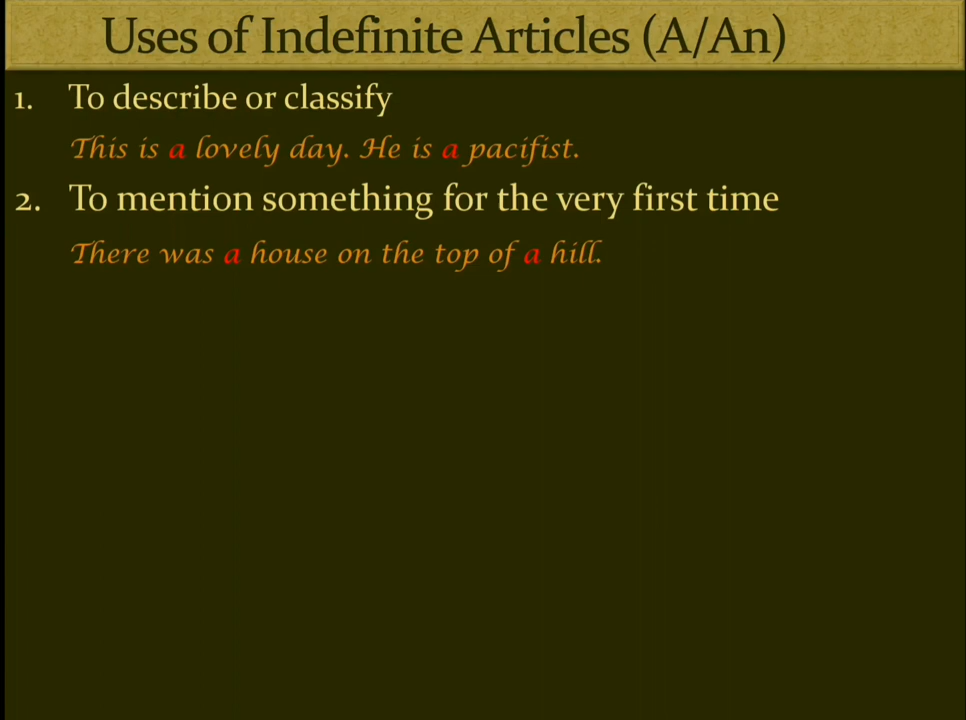 Uses of Indefinite Articles (A/An)
1. To describe or classify
This is a lovely day. He is a pacifist.
2. To mention something for the very first time
There was a house on the top of a hill.